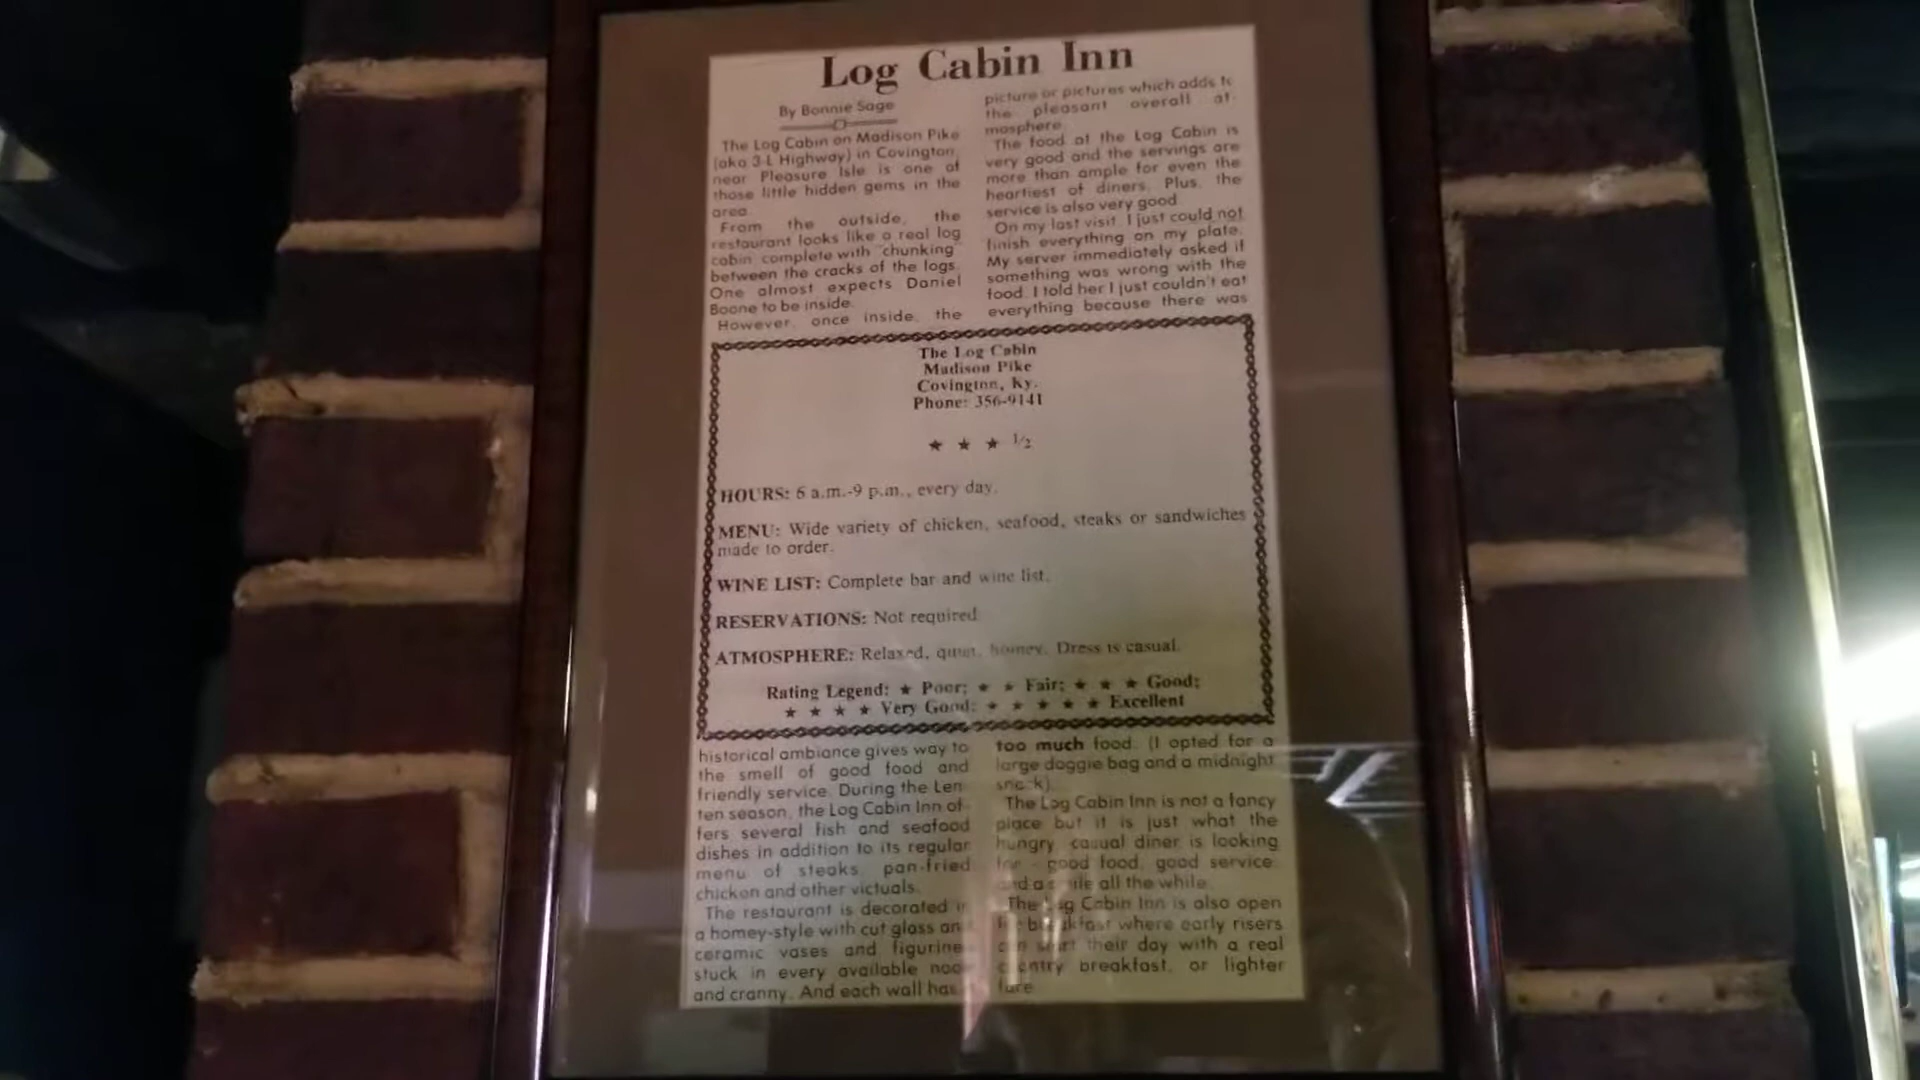 Log Cabin Inn
By Bonnie Sage
The Log Cabin on Madison Pike
(aka 3-L Highway) in Covington,
near Pleasure Isle is one of
those little hidden gems in the
area.
From the outside, the
restaurant looks like a real log
cabin complete with "chunking"
between the cracks of the logs.
One almost expects Daniel
Boone to be inside.
However, once inside, the
picture or pictures which adds to
the pleasant overall at-
mosphere.
The food at the Log Cabin is
very good and the servings are
more than ample for even the
heartiest of diners. Plus, the
service is also very good.
On my last visit, I just could not
finish everything on my plate.
My server immediately asked if
something was wrong with the
food. I told her I just couldn't eat
everything because there was
The Log Cabin
Madison Pike
Covington, Ky.
Phone: 356-9141
★ ★ ★ 1/2
HOURS: 6 a.m.-9 p.m., every day.
MENU: Wide variety of chicken, seafood, steaks or sandwiches
made to order.
WINE LIST: Complete bar and wine list.
RESERVATIONS: Not required.
ATMOSPHERE: Relaxed, quiet, homey. Dress is casual.
Rating Legend: ★ Poor; ★ ★ Fair; ★ ★ ★ Good;
★ ★ ★ ★ Very Good; ★ ★ ★ ★ ★ Excellent
historical ambiance gives way to
the smell of good food and
friendly service. During the Len-
ten season, the Log Cabin Inn of-
fers several fish and seafood
dishes in addition to its regular
menu of steaks, pan-fried
chicken and other victuals.
The restaurant is decorated in
a homey-style with cut glass and
ceramic vases and figurines
stuck in every available nook
and cranny. And each wall has
too much food. (I opted for a
large doggie bag and a midnight
snack).
The Log Cabin Inn is not a fancy
place but it is just what the
hungry, casual diner is looking
for - good food, good service
and a smile all the while.
The Log Cabin Inn is also open
for breakfast where early risers
can start their day with a real
country breakfast, or lighter
fare.